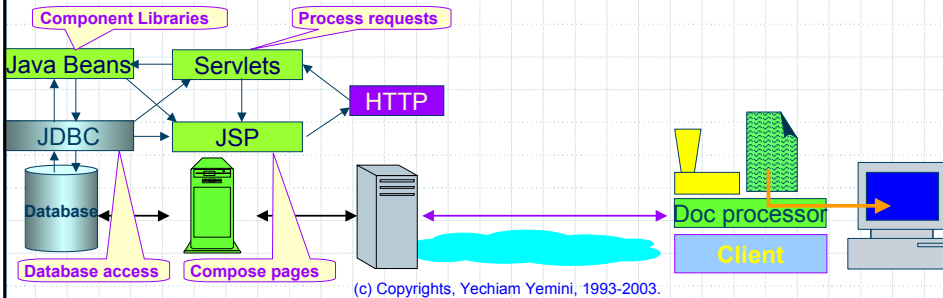 Component Libraries
Process requests
Java Beans
Servlets
HTTP
JDBC
JSP
Database
Doc processor
Client
Database access
Compose pages
(c) Copyrights, Yechiam Yemini, 1993-2003.